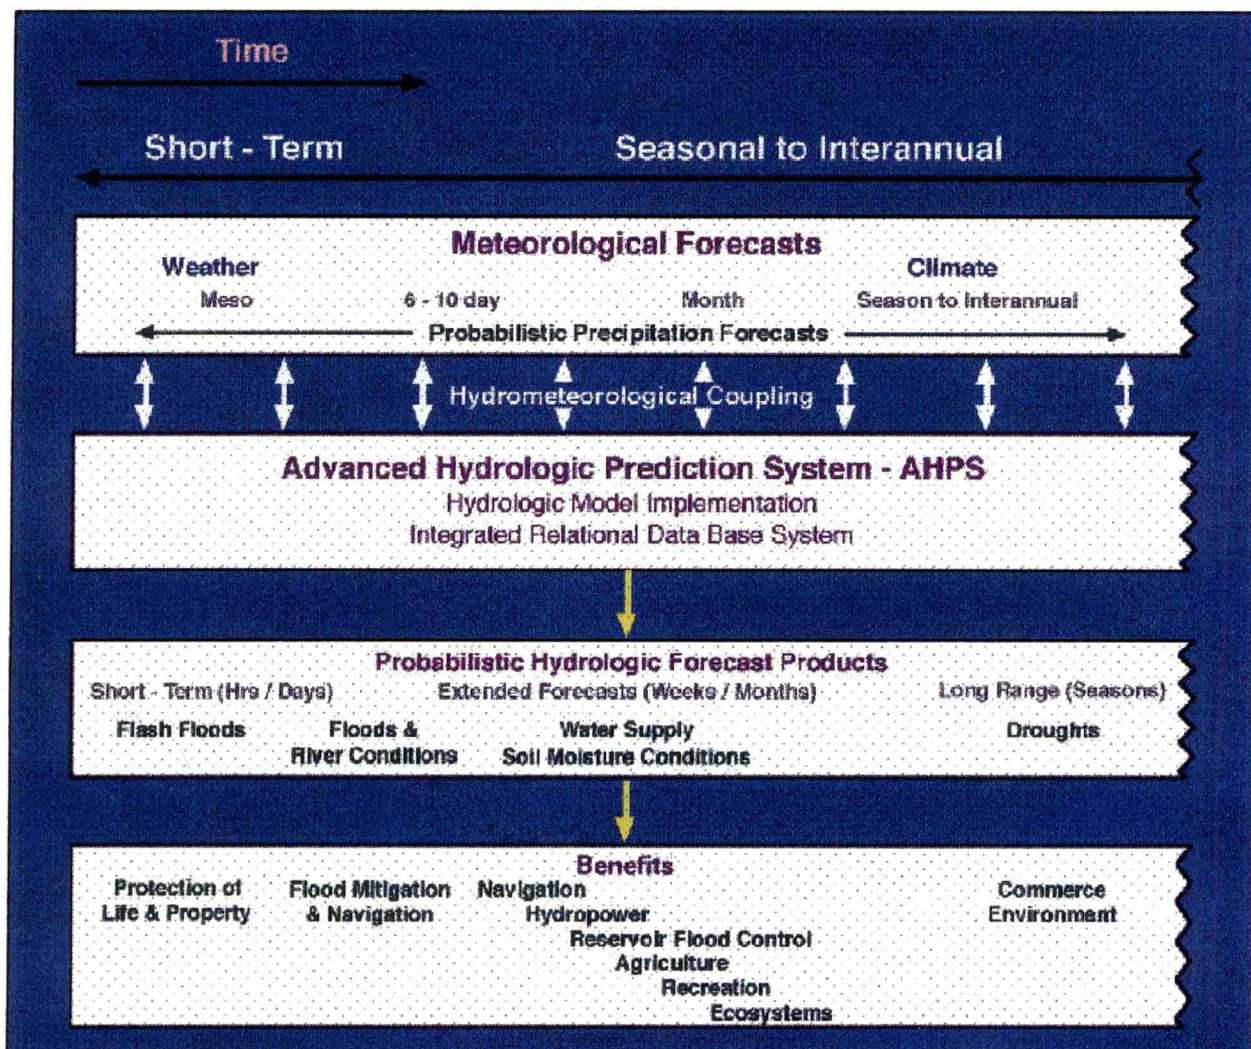 Time
Short - Term Seasonal to Interannual
Meteorological Forecasts
Weather Climate
Meso 6 - 10 day Month Season to Interannual
Probabilistic Precipitation Forecasts
Hydrometeorological Coupling
Advanced Hydrologic Prediction System - AHPS
Hydrologic Model Implementation
Integrated Relational Data Base System
Probabilistic Hydrologic Forecast Products
Short - Term (Hrs / Days) Extended Forecasts (Weeks / Months) Long Range (Seasons)
Flash Floods Floods & Water Supply Droughts
River Conditions Soil Moisture Conditions
Benefits
Protection of Flood Mitigation Navigation Commerce
Life & Property & Navigation Hydropower Environment
Reservoir Flood Control
Agriculture
Recreation
Ecosystems